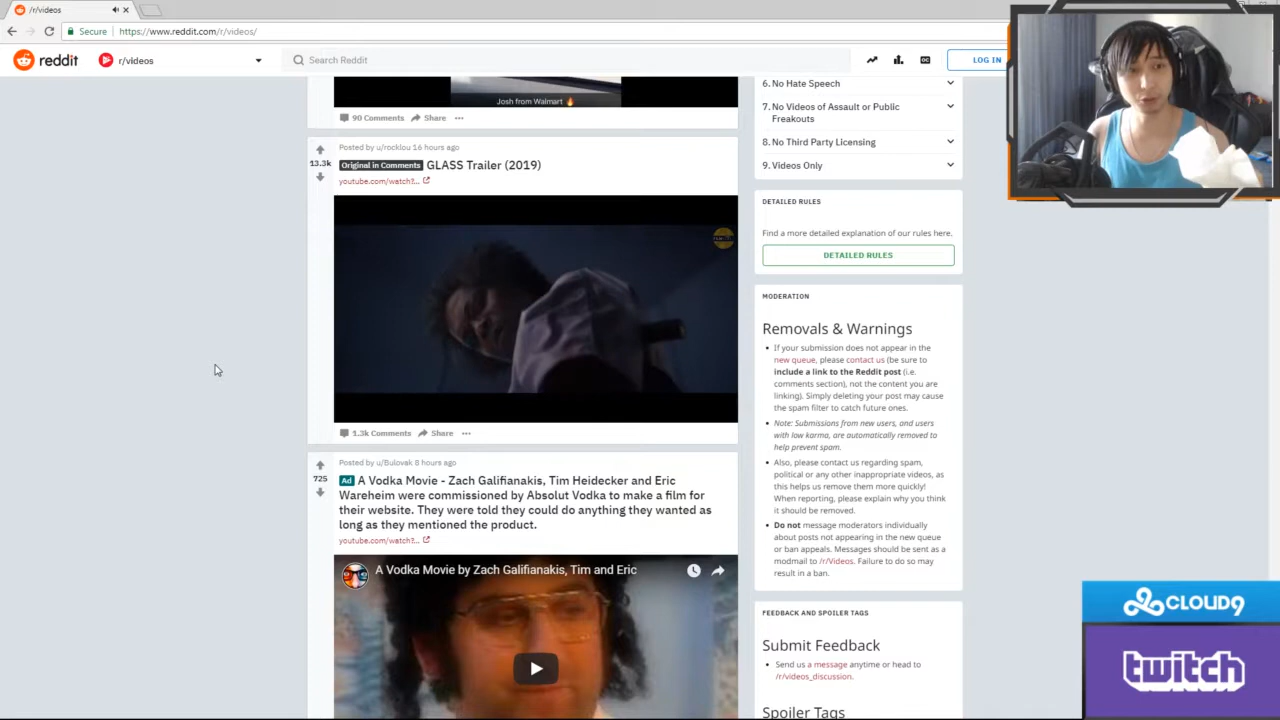 /r/videos
Secure
https://www.reddit.com/r/videos/
reddit
r/videos
Search Reddit
LOG IN
Josh from Walmart 🔥
90 Comments
Share
Posted by u/rocklou 16 hours ago
13.3k
Original in Comments
GLASS Trailer (2019)
youtube.com/watch?...
1.3k Comments
Share
Posted by u/Bulovak 8 hours ago
725
Ad
A Vodka Movie - Zach Galifianakis, Tim Heidecker and Eric
Wareheim were commissioned by Absolut Vodka to make a film for
their website. They were told they could do anything they wanted as
long as they mentioned the product.
youtube.com/watch?...
A Vodka Movie by Zach Galifianakis, Tim and Eric
6. No Hate Speech
7. No Videos of Assault or Public
Freakouts
8. No Third Party Licensing
9. Videos Only
DETAILED RULES
Find a more detailed explanation of our rules here.
DETAILED RULES
MODERATION
Removals & Warnings
If your submission does not appear in the
new queue, please contact us (be sure to
include a link to the Reddit post (i.e.
comments section), not the content you are
linking). Simply deleting your post may cause
the spam filter to catch future ones.
Note: Submissions from new users, and users
with low karma, are automatically removed to
help prevent spam.
Also, please contact us regarding spam,
political or any other inappropriate videos, as
this helps us remove them more quickly!
When reporting, please explain why you think
it should be removed.
Do not message moderators individually
about posts not appearing in the new queue
or ban appeals. Messages should be sent as a
modmail to /r/Videos. Failure to do so may
result in a ban.
FEEDBACK AND SPOILER TAGS
Submit Feedback
Send us a message anytime or head to
/r/videos_discussion.
Spoiler Tags
CLOUD9
twitch